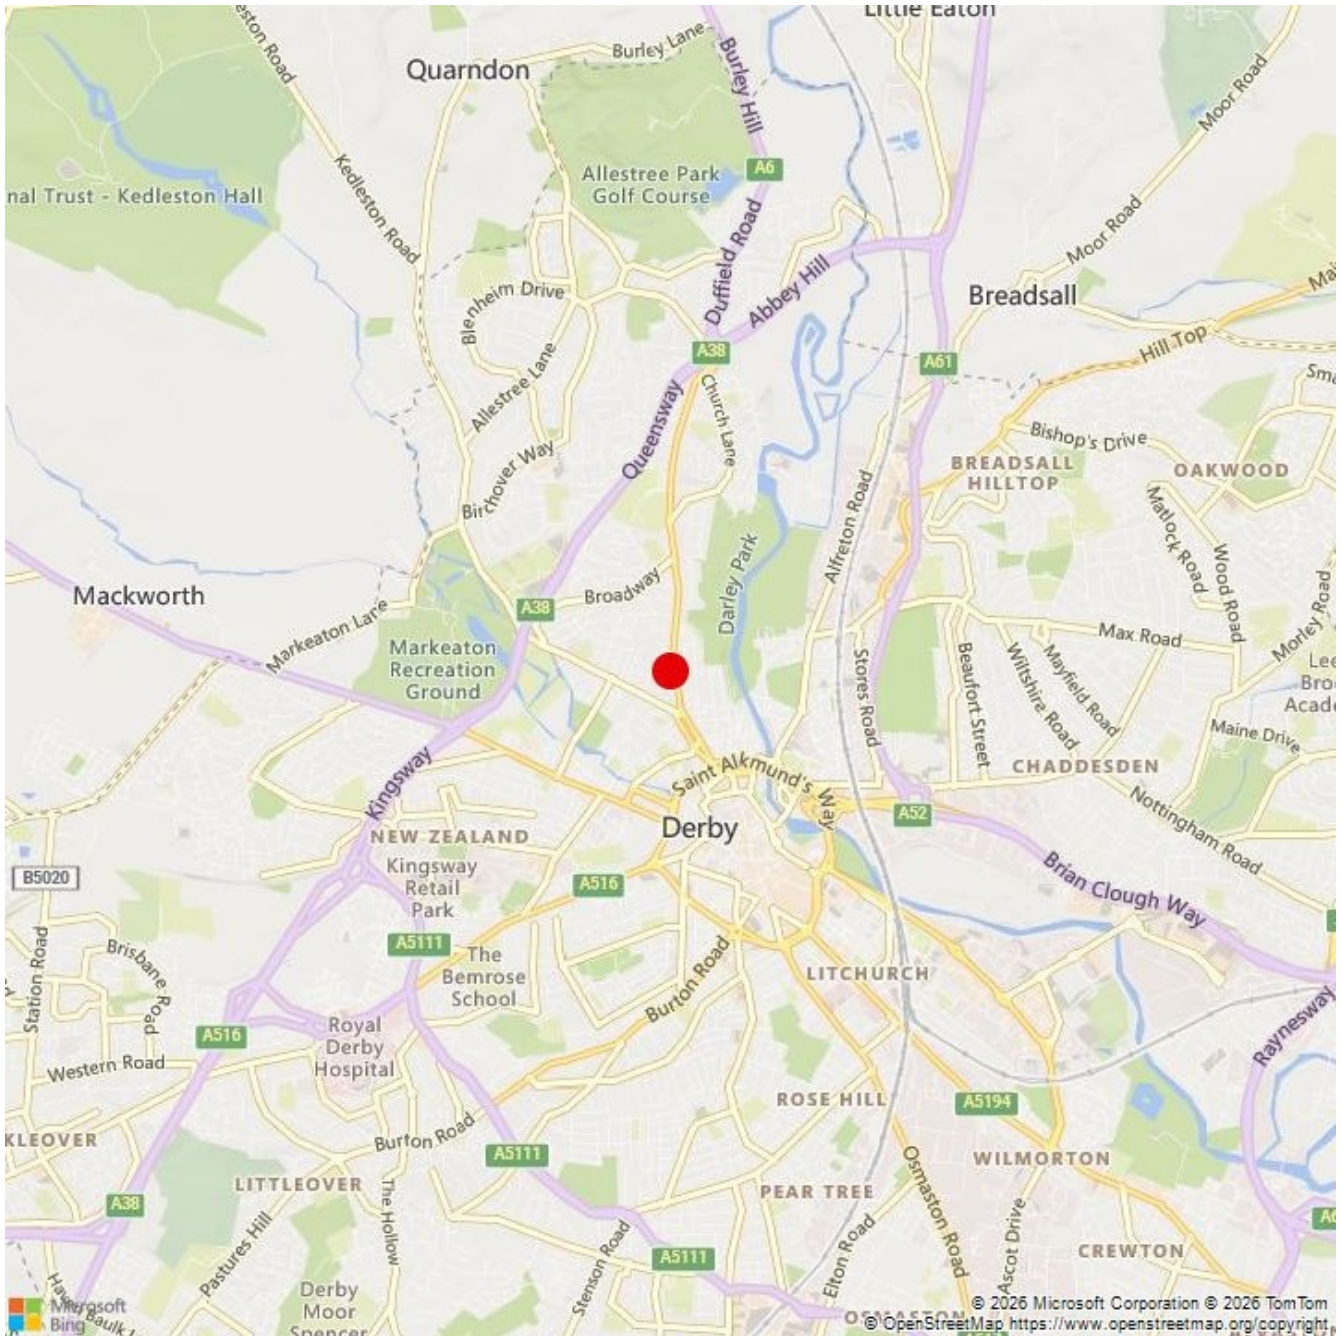 Little Eaton
Burley Lane
Quarndon
Burley Hill
Kedleston Road
Moor Road
A6
Allestree Park
Golf Course
nal Trust - Kedleston Hall
Duffield Road
Moor Road
Abbey Hill
Blenheim Drive
Breadsall
A38
A61
Hill Top
Allestree Lane
Queensway
Church Lane
Bishop's Drive
Birchover Way
BREADSALL
HILLTOP
OAKWOOD
Alfreton Road
Matlock Road
Wood Road
Darley Park
Broadway
A38
Mackworth
Markeaton Lane
Markeaton
Recreation
Ground
Stores Road
Beaufort Street
Wiltshire Road
Mayfield Road
Max Road
Morley Road
Lee
Bro
Acade
Maine Drive
Saint Alkmund's Way
CHADDESDEN
Kingsway
Derby
A52
Nottingham Road
NEW ZEALAND
Kingsway
Retail
Park
B5020
A516
Brian Clough Way
A5111
The
Bemrose
School
Station Road
Brisbane Road
Burton Road
LITCHURCH
Raynesway
A516
Royal
Derby
Hospital
Western Road
ROSE HILL
A5194
KLEOVER
Burton Road
A5111
WILMORTON
LITTLEOVER
The Hollow
PEAR TREE
Osmaston Road
A38
Pastures Hill
Stenson Road
A5111
Elton Road
Ascot Drive
CREWTON
Derby
Moor
Spencer
OSMASTON
Microsoft
Bing
© 2026 Microsoft Corporation © 2026 TomTom
© OpenStreetMap https://www.openstreetmap.org/copyright